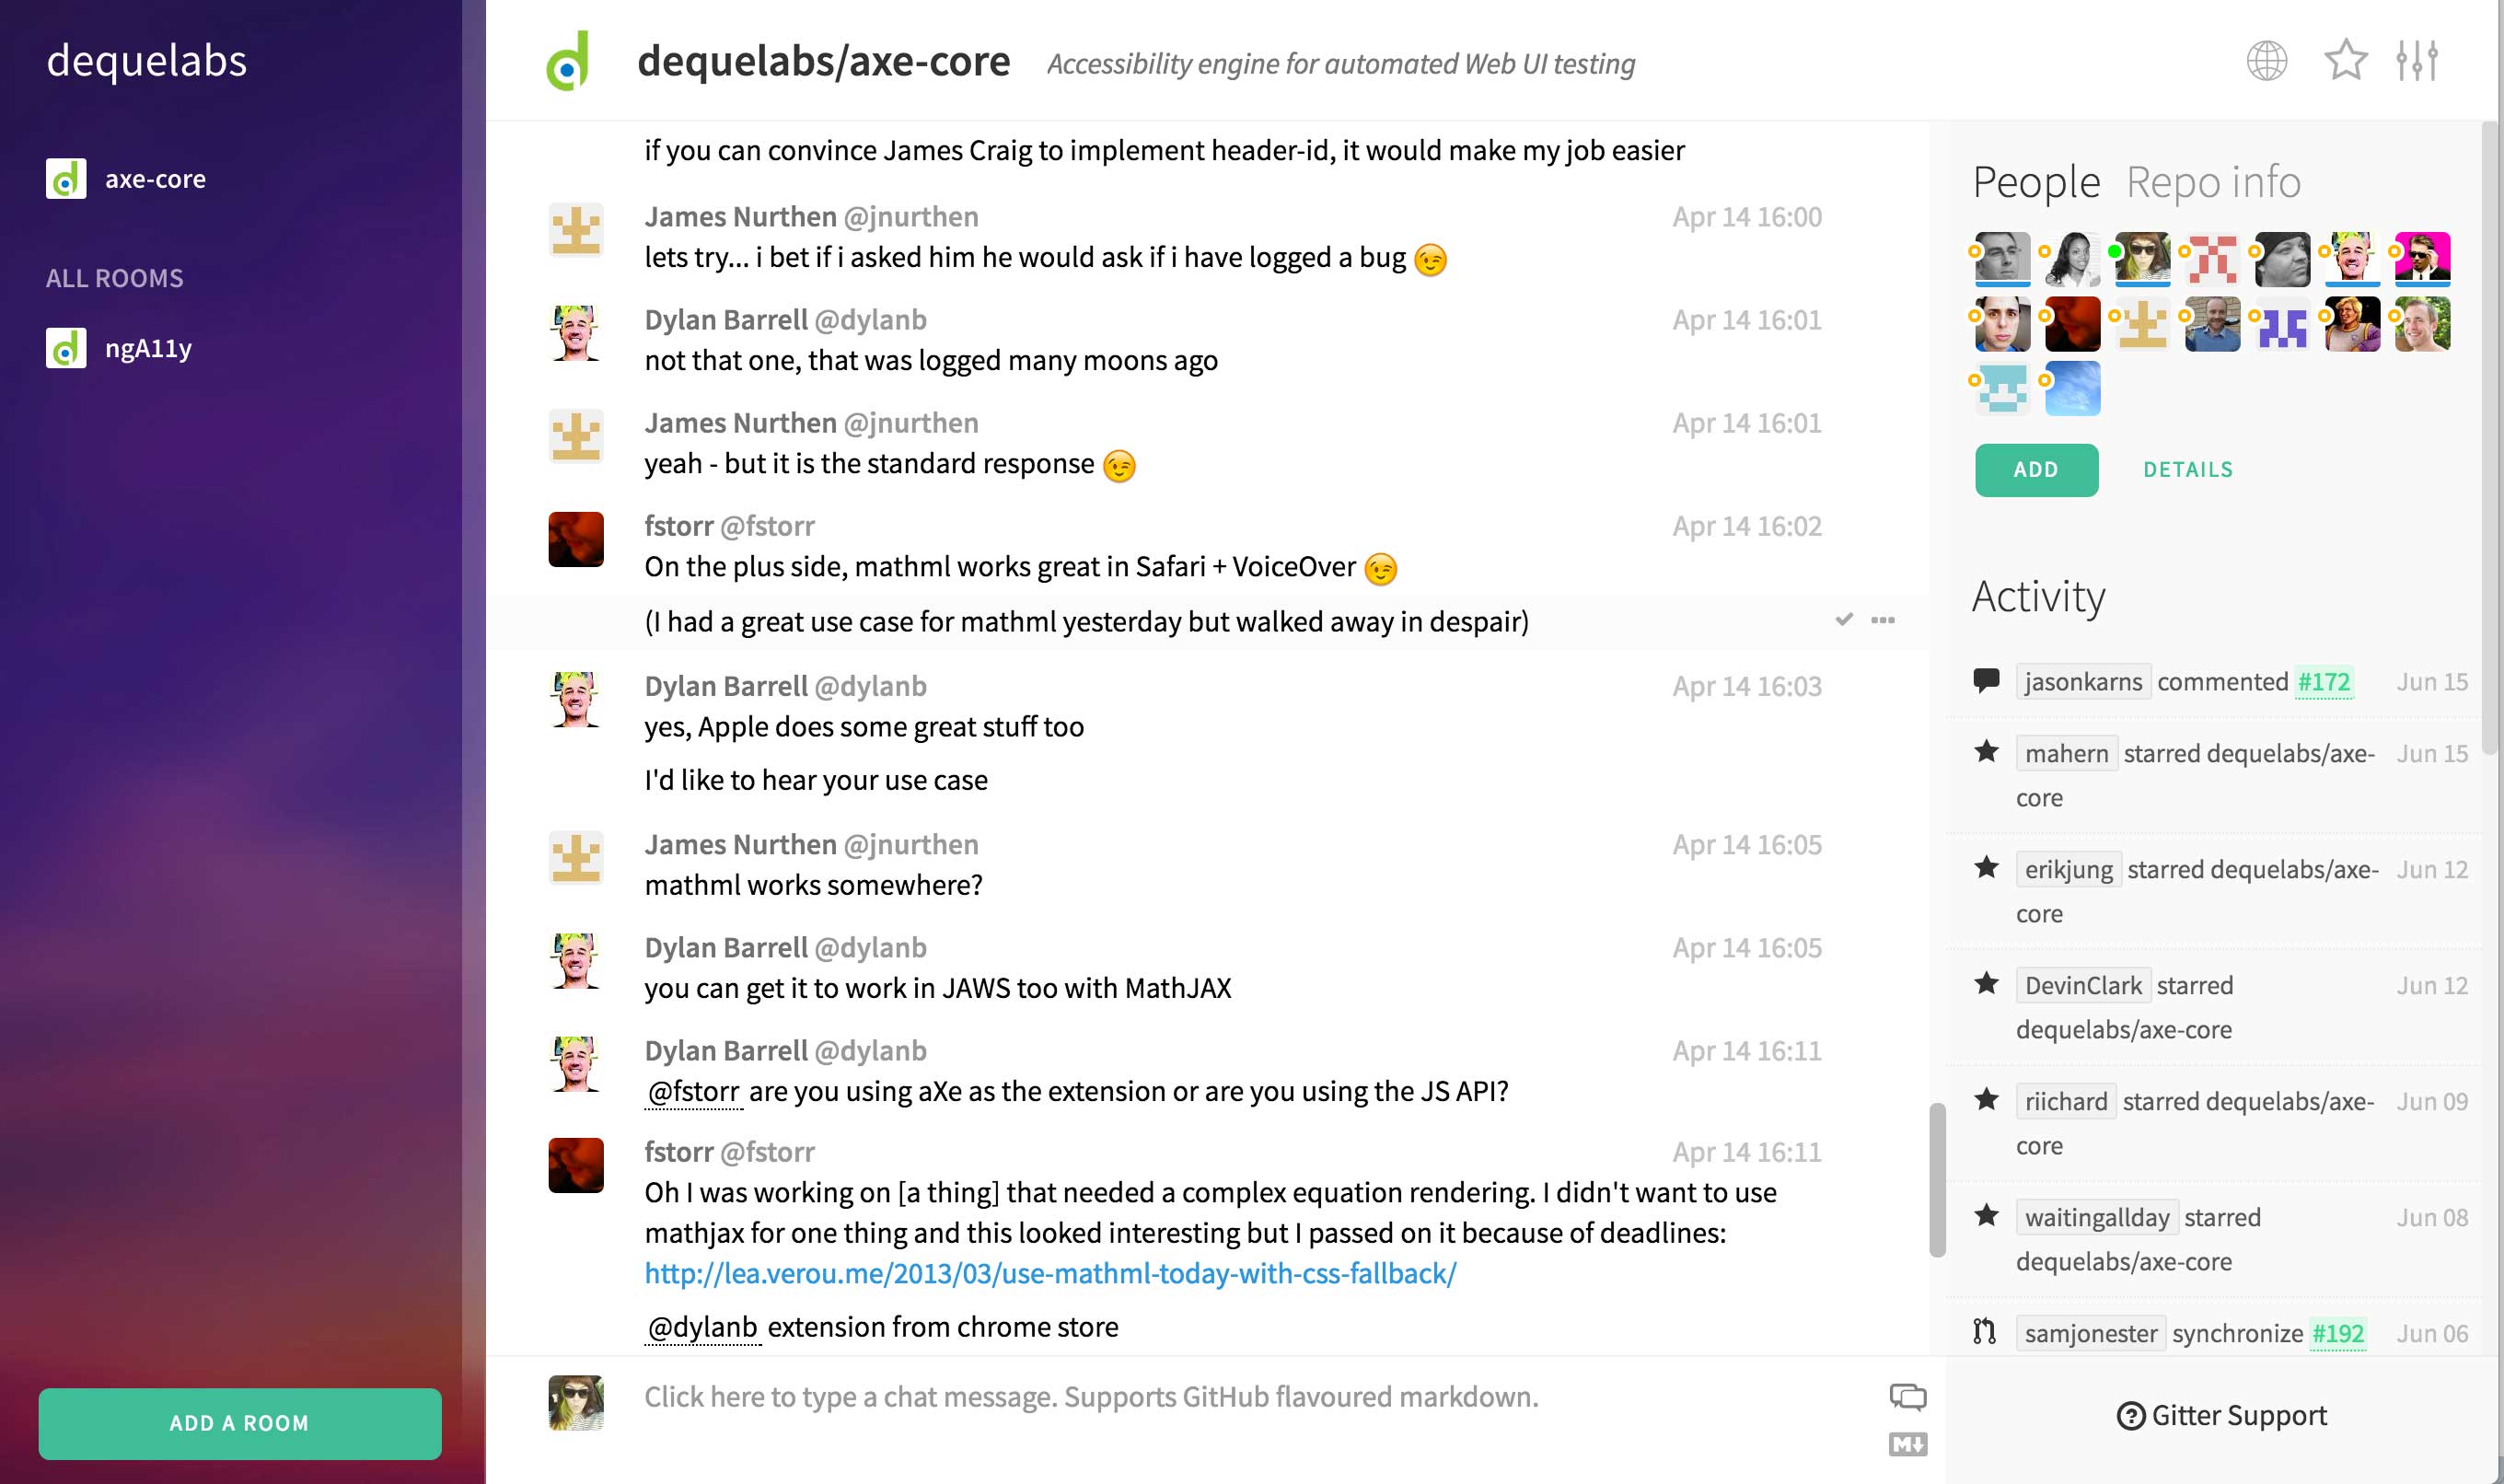 dequelabs
axe-core
ALL ROOMS
ngA11y
ADD A ROOM
dequelabs/axe-core Accessibility engine for automated Web UI testing
if you can convince James Craig to implement header-id, it would make my job easier
James Nurthen @jnurthen Apr 14 16:00
lets try... i bet if i asked him he would ask if i have logged a bug 😉
Dylan Barrell @dylanb Apr 14 16:01
not that one, that was logged many moons ago
James Nurthen @jnurthen Apr 14 16:01
yeah - but it is the standard response 😉
fstorr @fstorr Apr 14 16:02
On the plus side, mathml works great in Safari + VoiceOver 😉
(I had a great use case for mathml yesterday but walked away in despair)
Dylan Barrell @dylanb Apr 14 16:03
yes, Apple does some great stuff too
I'd like to hear your use case
James Nurthen @jnurthen Apr 14 16:05
mathml works somewhere?
Dylan Barrell @dylanb Apr 14 16:05
you can get it to work in JAWS too with MathJAX
Dylan Barrell @dylanb Apr 14 16:11
@fstorr are you using aXe as the extension or are you using the JS API?
fstorr @fstorr Apr 14 16:11
Oh I was working on [a thing] that needed a complex equation rendering. I didn't want to use
mathjax for one thing and this looked interesting but I passed on it because of deadlines:
http://lea.verou.me/2013/03/use-mathml-today-with-css-fallback/
@dylanb extension from chrome store
Click here to type a chat message. Supports GitHub flavoured markdown.
M↓
People Repo info
ADD DETAILS
Activity
jasonkarns commented #172 Jun 15
mahern starred dequelabs/axe- Jun 15
core
erikjung starred dequelabs/axe- Jun 12
core
DevinClark starred Jun 12
dequelabs/axe-core
riichard starred dequelabs/axe- Jun 09
core
waitingallday starred Jun 08
dequelabs/axe-core
samjonester synchronize #192 Jun 06
Gitter Support